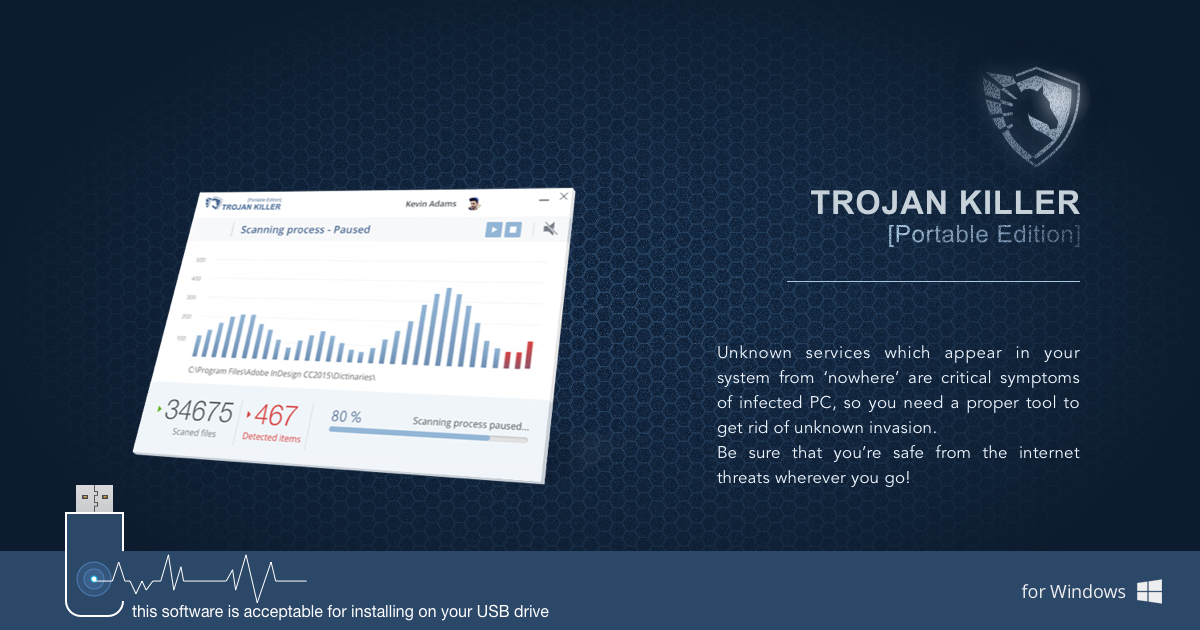 [Portable Edition]
TROJAN KILLER
Kevin Adams
Scanning process - Paused
500
400
300
200
100
C:\Program Files\Adobe InDesign CC2015\Dictinaries\
34675
Scaned files
467
Detected items
80 %
Scanning process paused...
TROJAN KILLER
[Portable Edition]
Unknown services which appear in your
system from ‘nowhere’ are critical symptoms
of infected PC, so you need a proper tool to
get rid of unknown invasion.
Be sure that you’re safe from the internet
threats wherever you go!
this software is acceptable for installing on your USB drive
for Windows